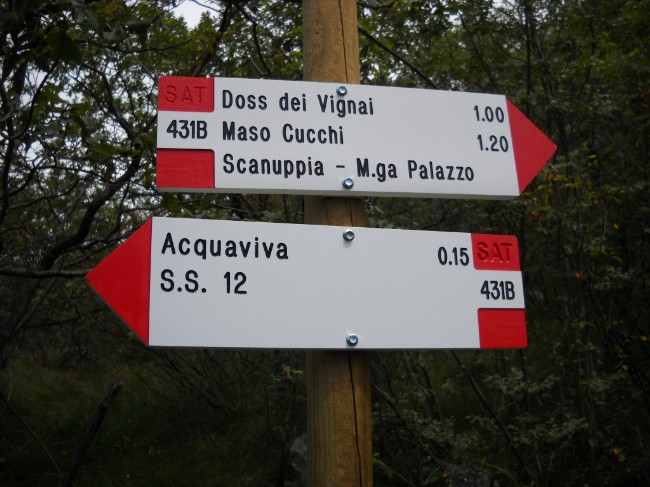 SAT Doss dei Vignai 1.00
431B Maso Cucchi 1.20
Scanuppia - M.ga Palazzo
Acquaviva 0.15 SAT
S.S. 12 431B